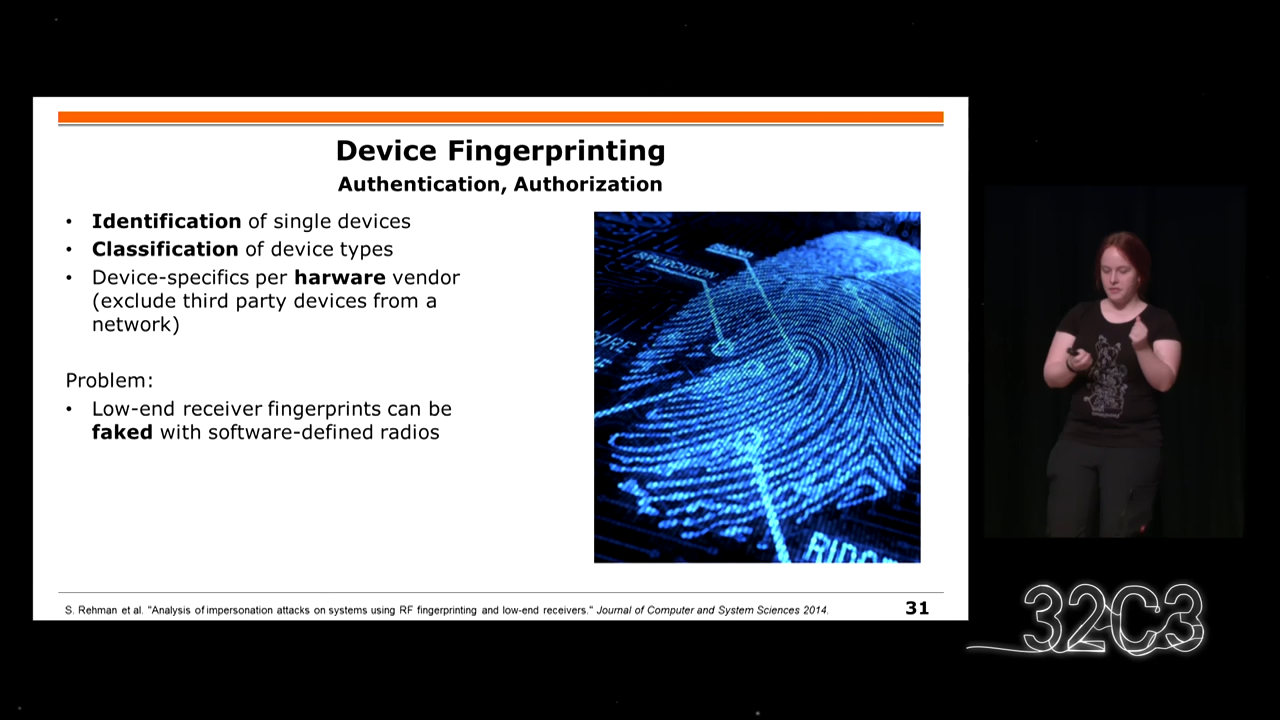 Device Fingerprinting
Authentication, Authorization
• Identification of single devices
• Classification of device types
• Device-specifics per harware vendor
(exclude third party devices from a
network)
Problem:
• Low-end receiver fingerprints can be
faked with software-defined radios
BIFURCATION
S. Rehman et al. "Analysis of impersonation attacks on systems using RF fingerprinting and low-end receivers." Journal of Computer and System Sciences 2014.
31
32C3